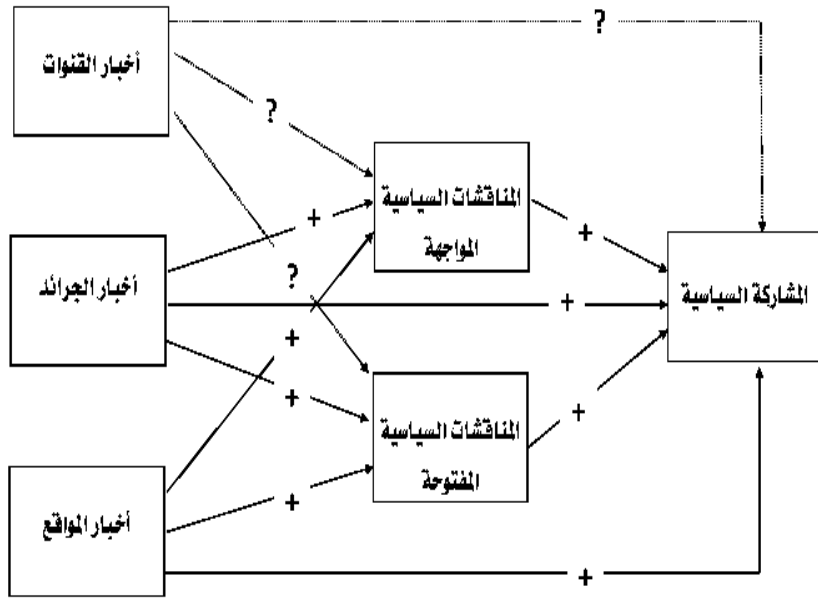 ?
أخبار القنوات
?
المناقشات السياسية
المواجهة
+
+
أخبار الجرائد
?
+
المشاركة السياسية
+
+
المناقشات السياسية
المفتوحة
+
أخبار المواقع
+
+